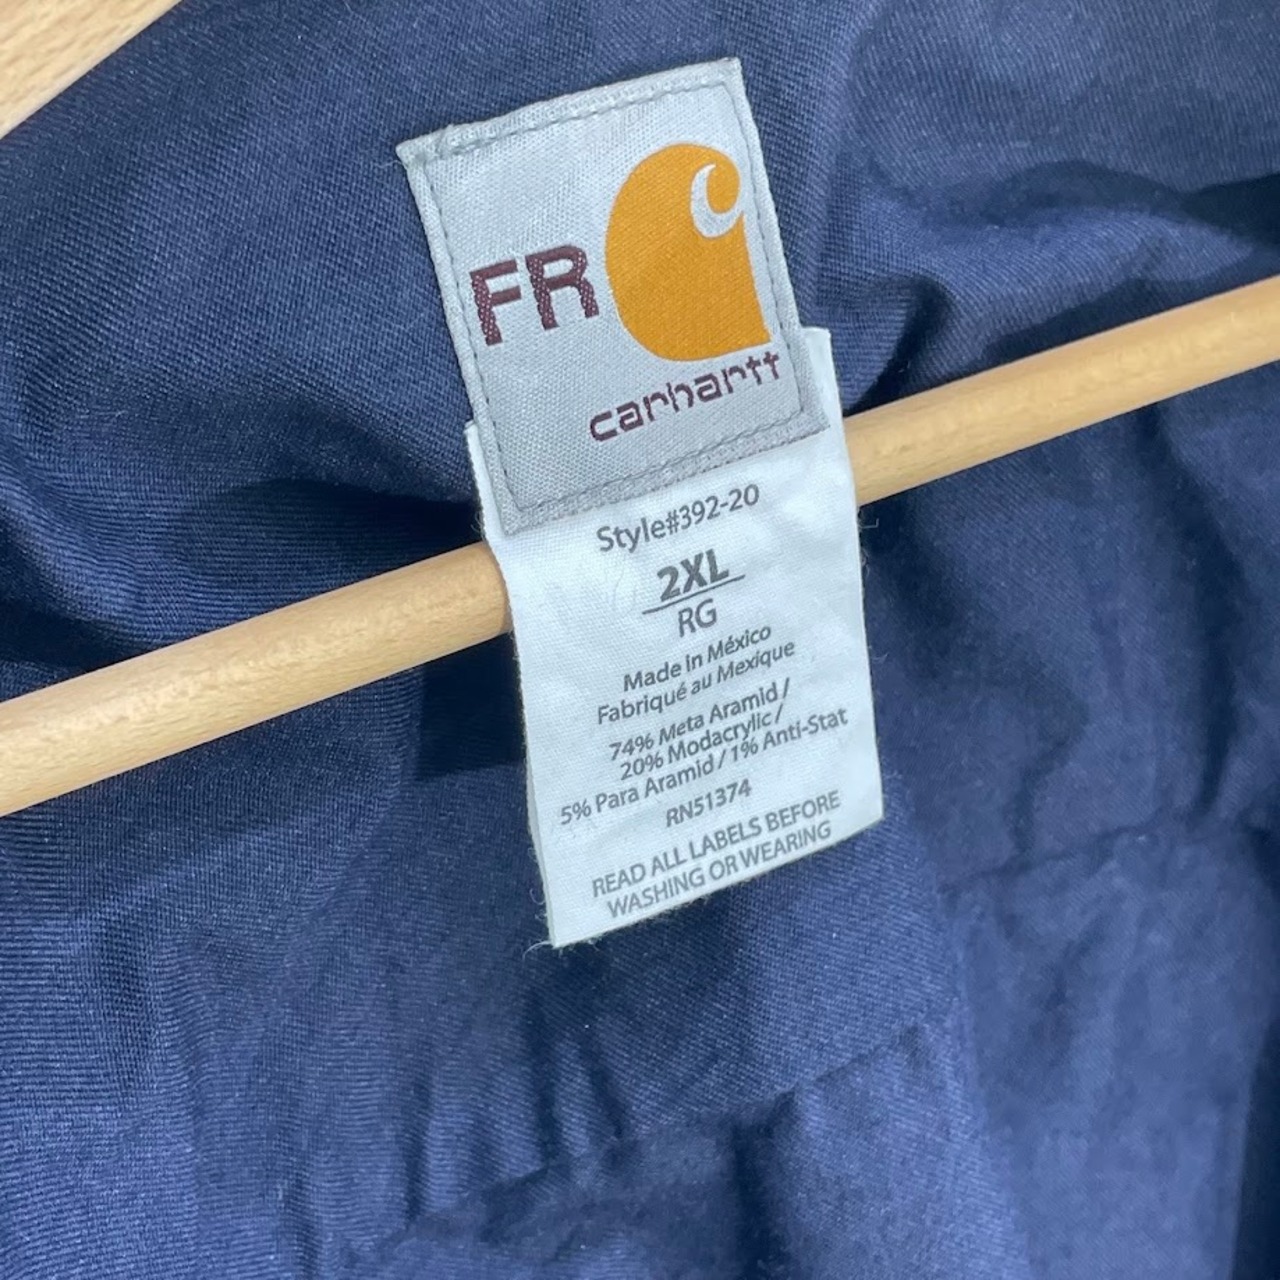 FR
carhartt
Style#392-20
2XL
RG
Made in México
Fabriqué au Mexique
74% Meta Aramid /
20% Modacrylic /
5% Para Aramid / 1% Anti-Stat
RN51374
READ ALL LABELS BEFORE
WASHING OR WEARING